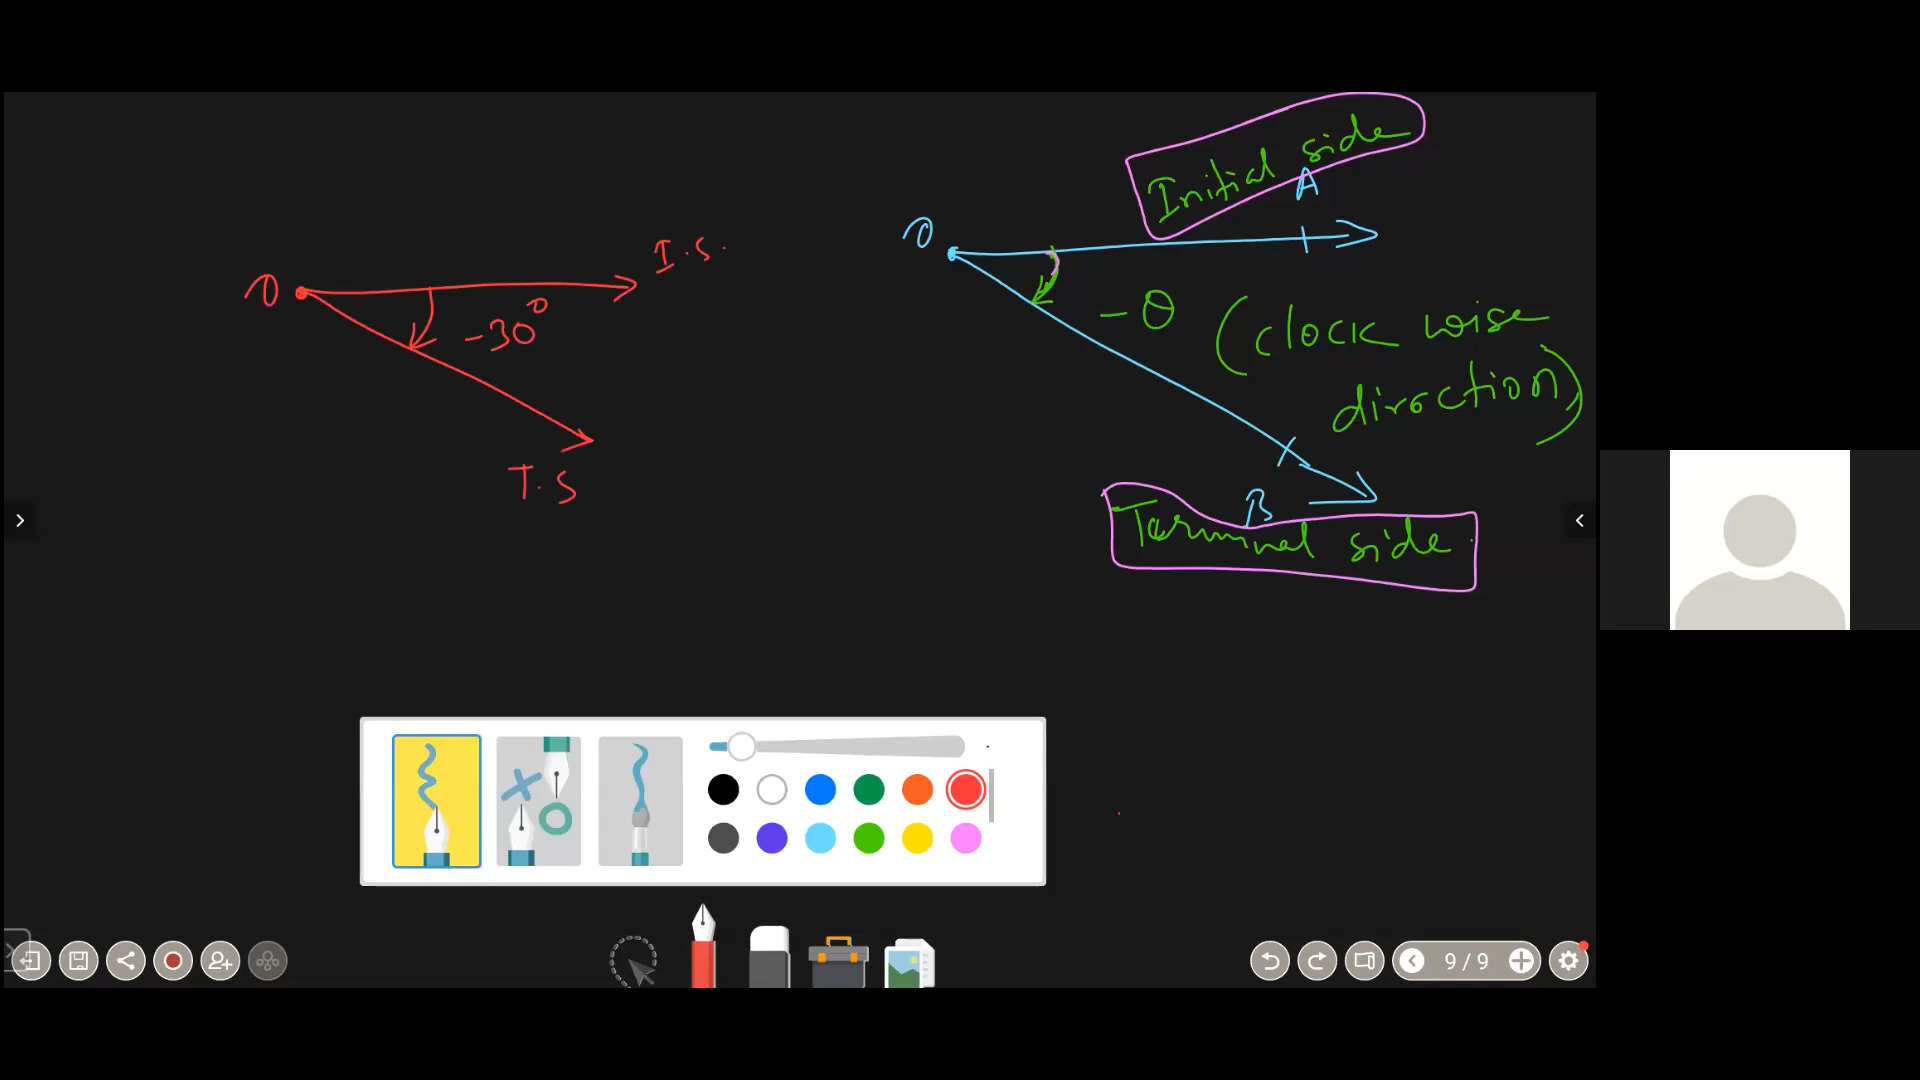 O
I.S.
-30°
T.S
Initial side
A
O
-θ (clock wise
direction)
B
Terminal side
9 / 9